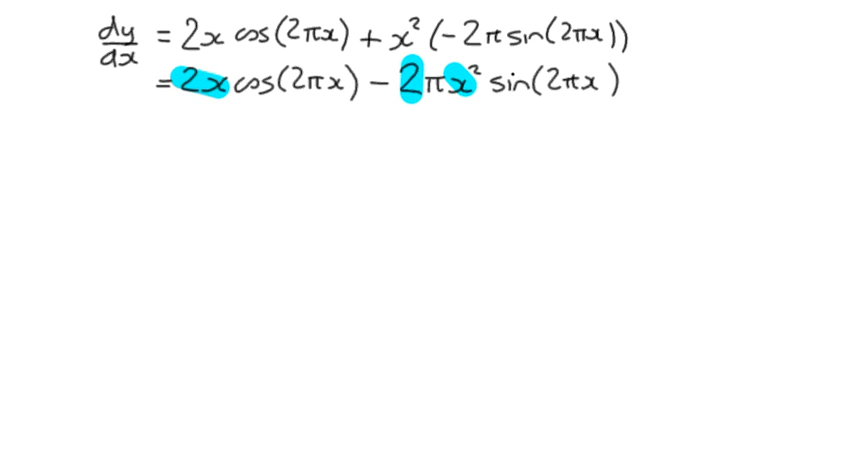 dy/dx = 2x cos(2πx) + x² (-2π sin(2πx))
= 2x cos(2πx) - 2πx² sin(2πx)